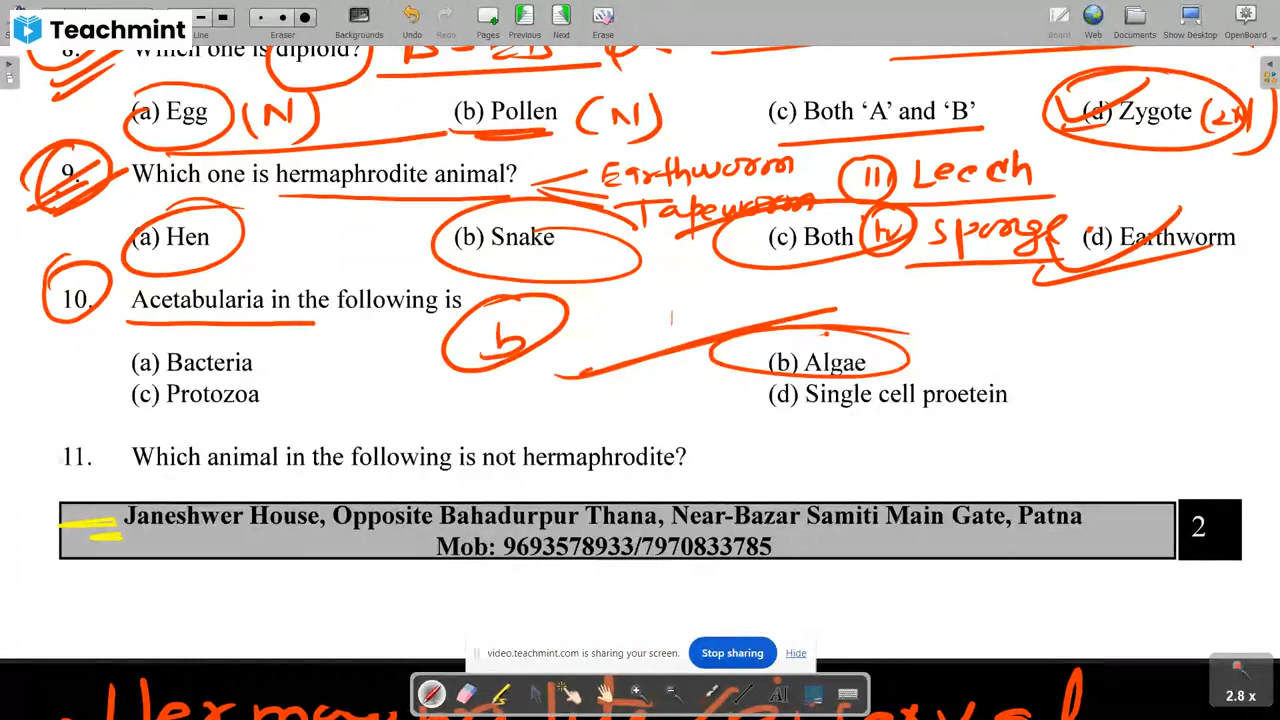 Teachmint
Line
Eraser
Backgrounds
Undo
Redo
Pages
Previous
Next
Erase
Board
Web
Documents
Show Desktop
OpenBoard
8. Which one is diploid?
(a) Egg (N) (b) Pollen (N) (c) Both ‘A’ and ‘B’ (d) Zygote (2N)
9. Which one is hermaphrodite animal? Earthworm III Leech
Tapeworm
(a) Hen (b) Snake (c) Both IV Sponge (d) Earthworm
10. Acetabularia in the following is
b
(a) Bacteria (b) Algae
(c) Protozoa (d) Single cell proetein
11. Which animal in the following is not hermaphrodite?
Janeshwer House, Opposite Bahadurpur Thana, Near-Bazar Samiti Main Gate, Patna
Mob: 9693578933/7970833785
2
video.teachmint.com is sharing your screen. Stop sharing Hide
2.8 x